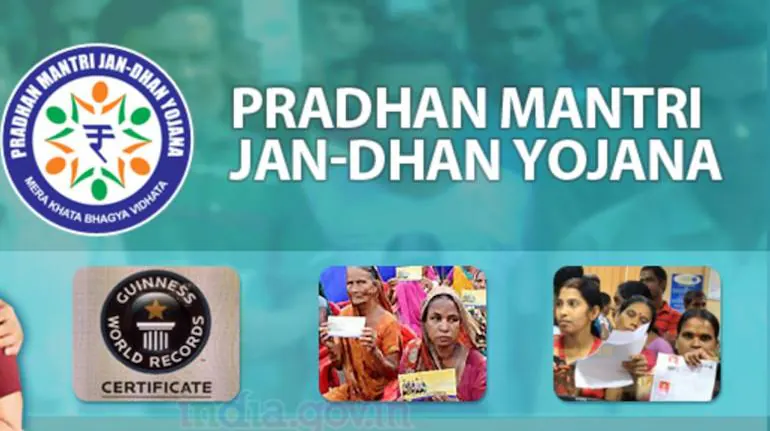 PRADHAN MANTRI JAN-DHAN YOJANA
₹
MERA KHATA BHAGYA VIDHATA
PRADHAN MANTRI
JAN-DHAN YOJANA
GUINNESS
WORLD RECORDS
CERTIFICATE
india.gov.in